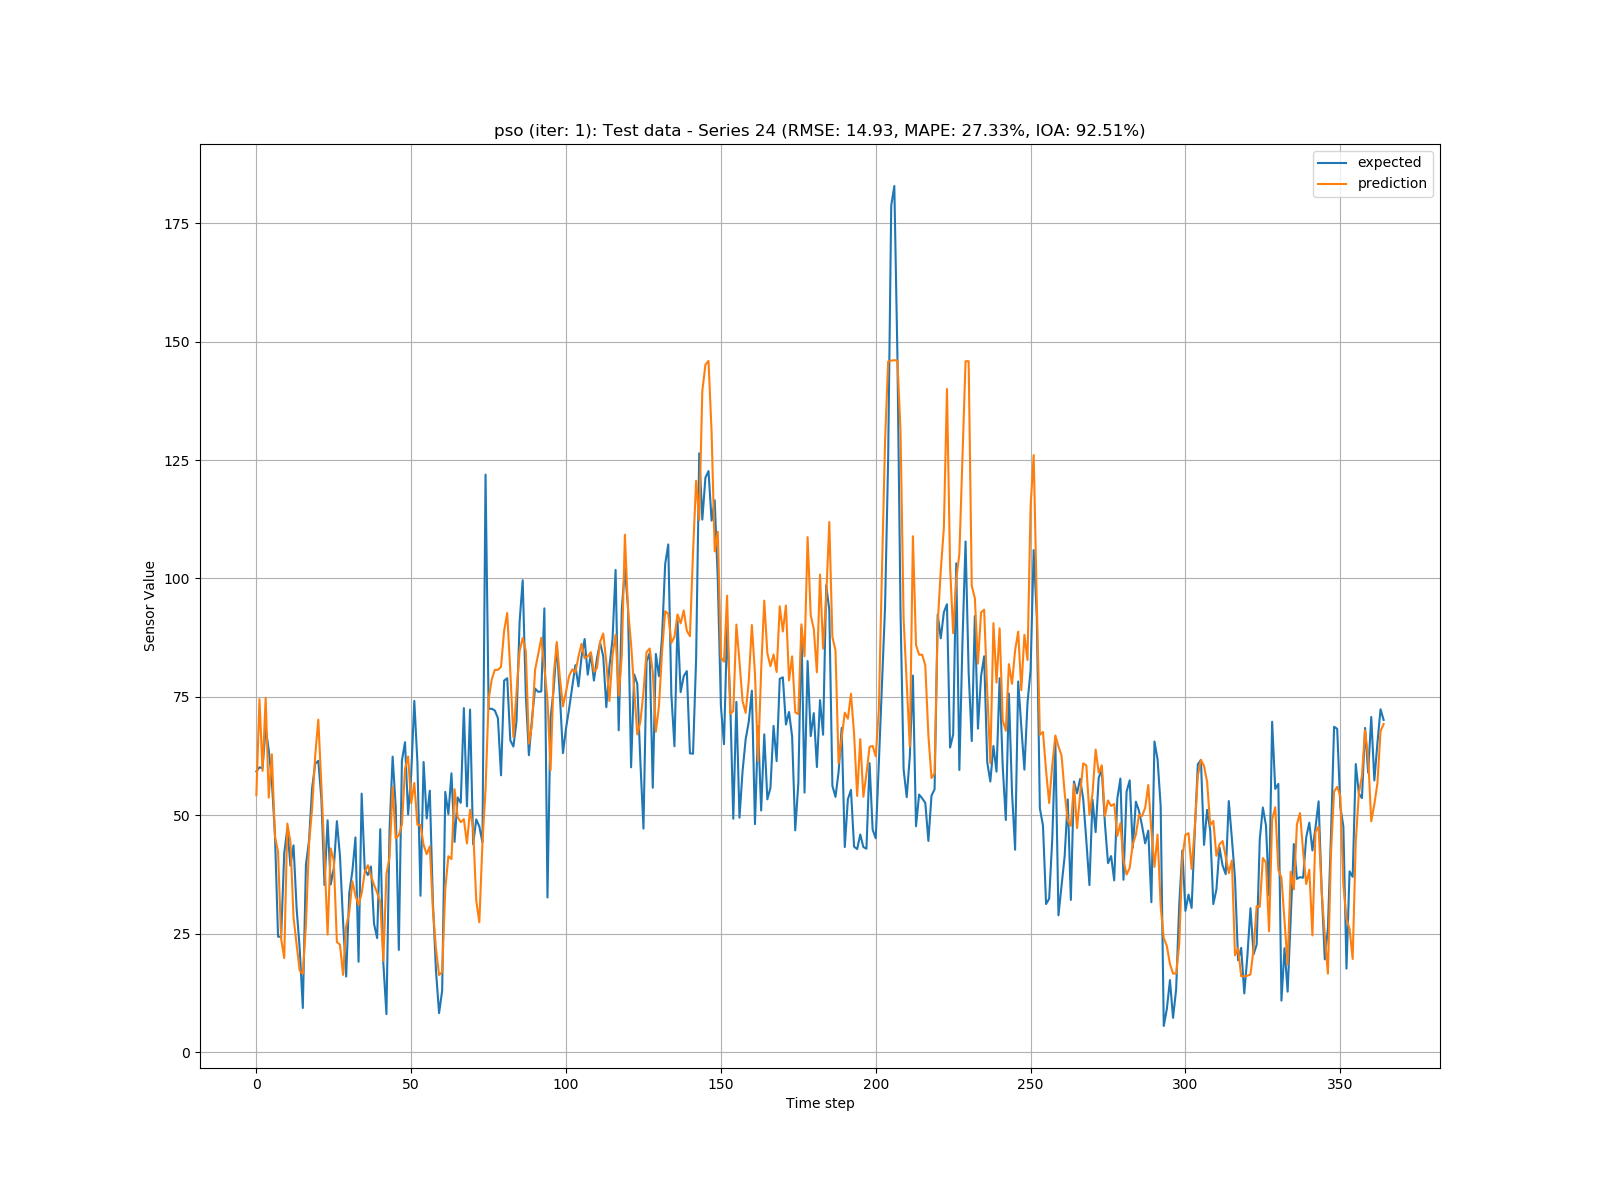 pso (iter: 1): Test data - Series 24 (RMSE: 14.93, MAPE: 27.33%, IOA: 92.51%)
expected
prediction
175
150
125
100
75
50
25
0
Sensor Value
0 50 100 150 200 250 300 350
Time step